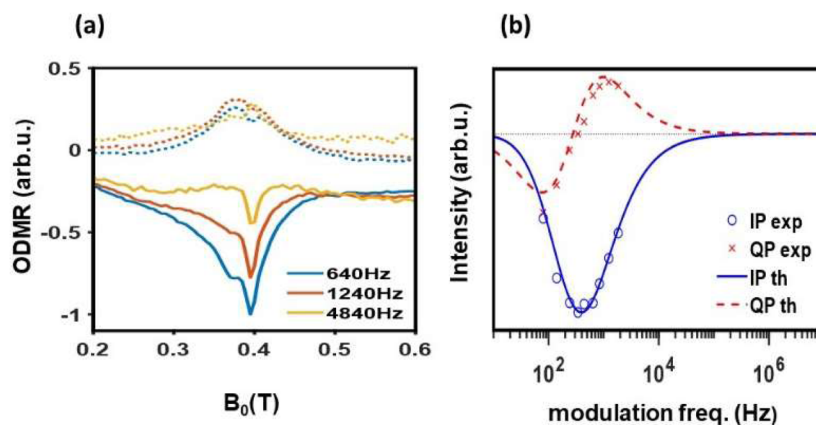 (a)
ODMR (arb.u.)
0.5
0
-0.5
-1
640Hz
1240Hz
4840Hz
0.2 0.3 0.4 0.5 0.6
B₀(T)
(b)
Intensity (arb.u.)
IP exp
QP exp
IP th
QP th
10² 10⁴ 10⁶
modulation freq. (Hz)